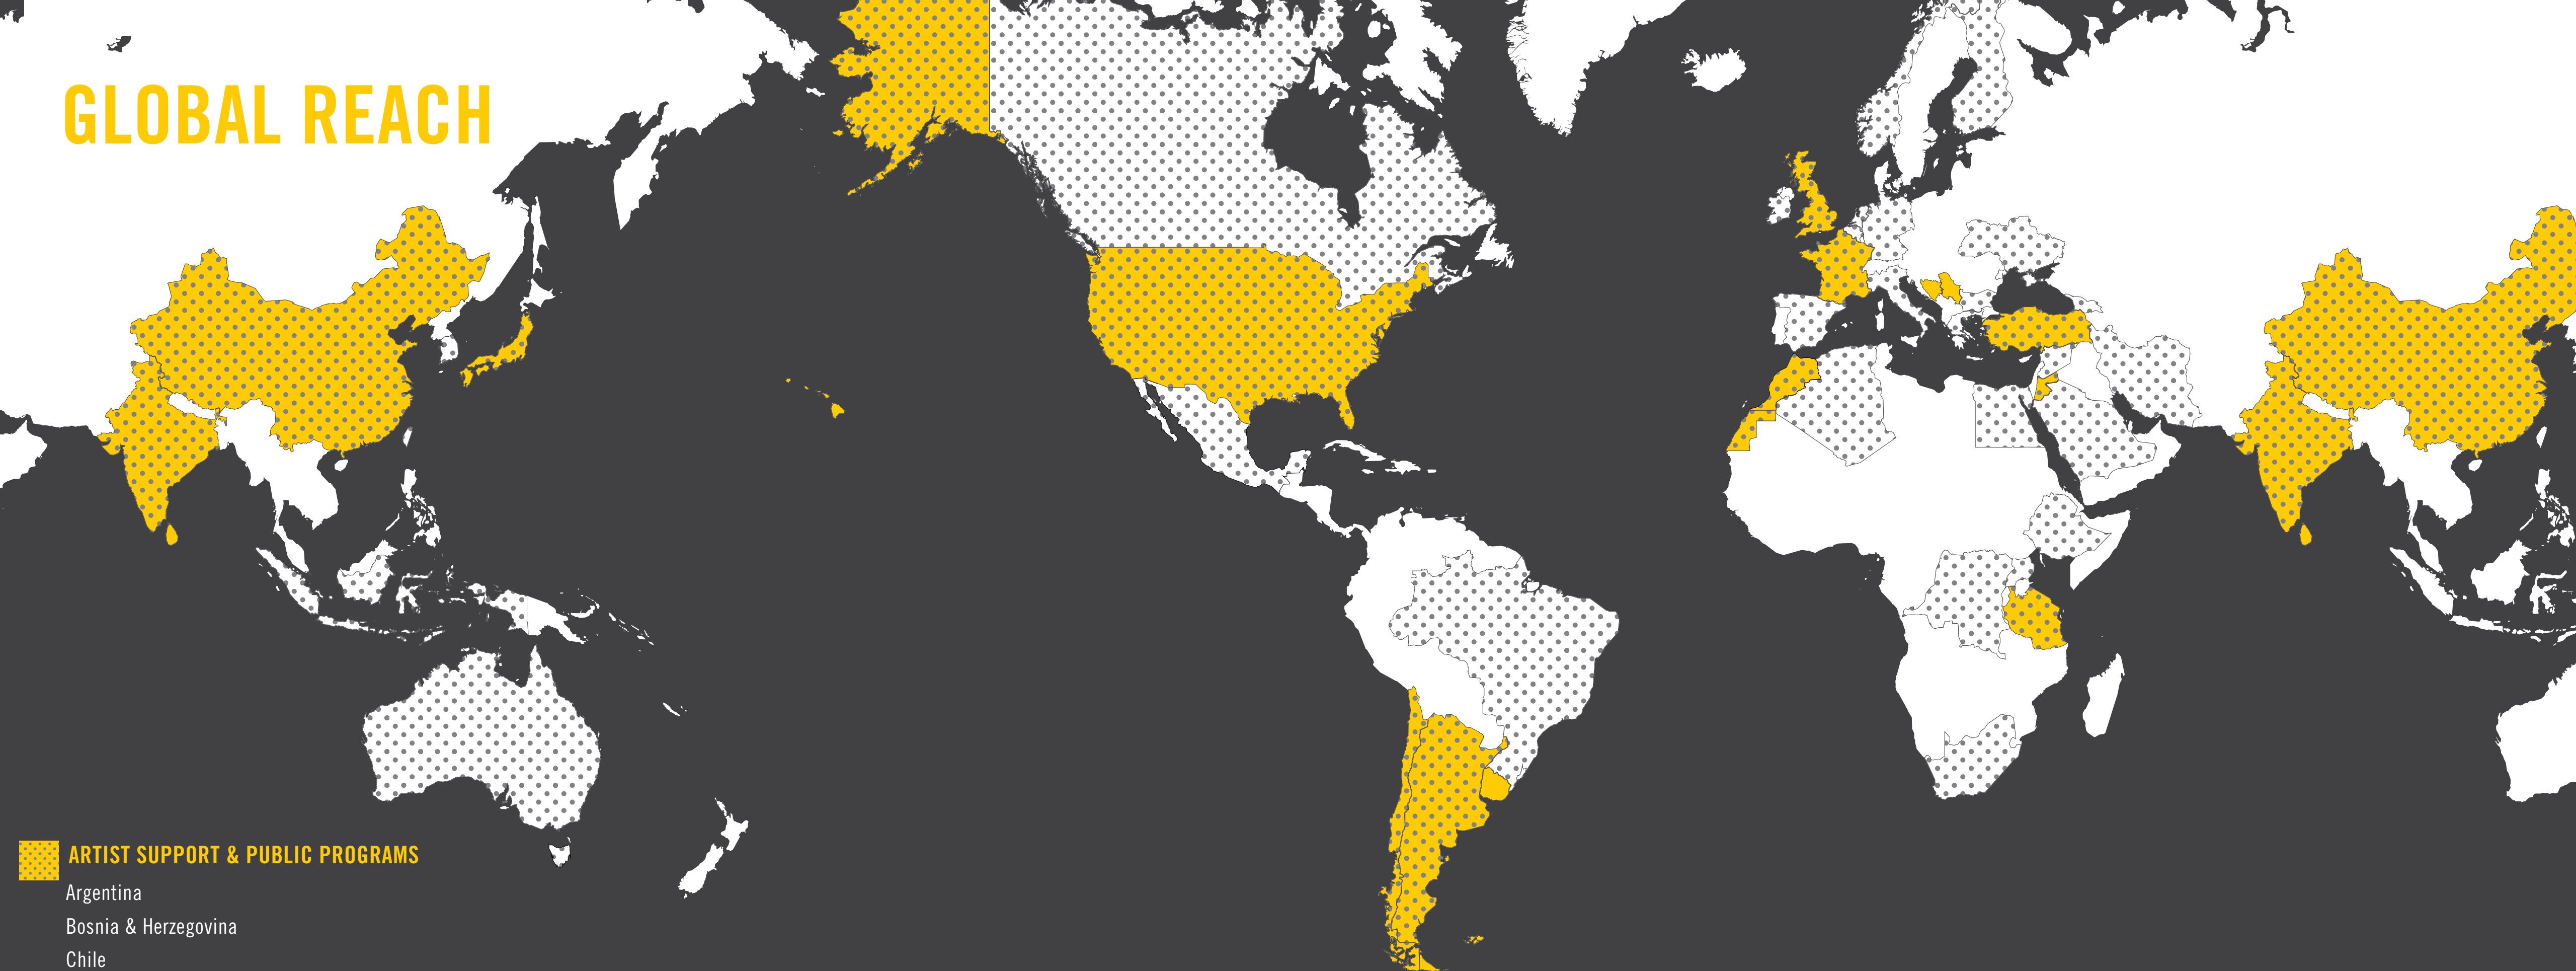 GLOBAL REACH
ARTIST SUPPORT & PUBLIC PROGRAMS
Argentina
Bosnia & Herzegovina
Chile